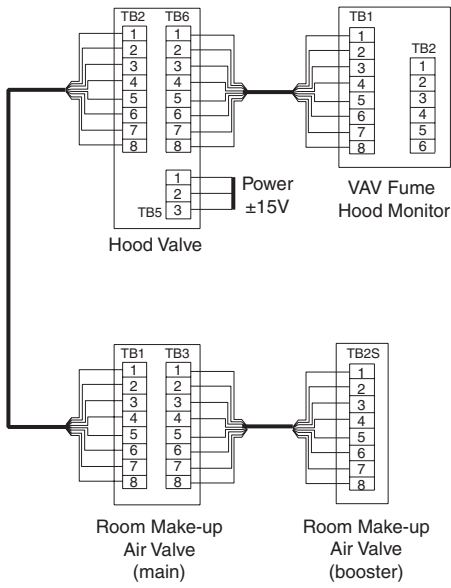 TB2 TB6
1 1
2 2
3 3
4 4
5 5
6 6
7 7
8 8
1
2
TB5 3
Power
±15V
Hood Valve
TB1
1
2
3
4
5
6
7
8
TB2
1
2
3
4
5
6
VAV Fume
Hood Monitor
TB1 TB3
1 1
2 2
3 3
4 4
5 5
6 6
7 7
8 8
Room Make-up
Air Valve
(main)
TB2S
1
2
3
4
5
6
7
8
Room Make-up
Air Valve
(booster)